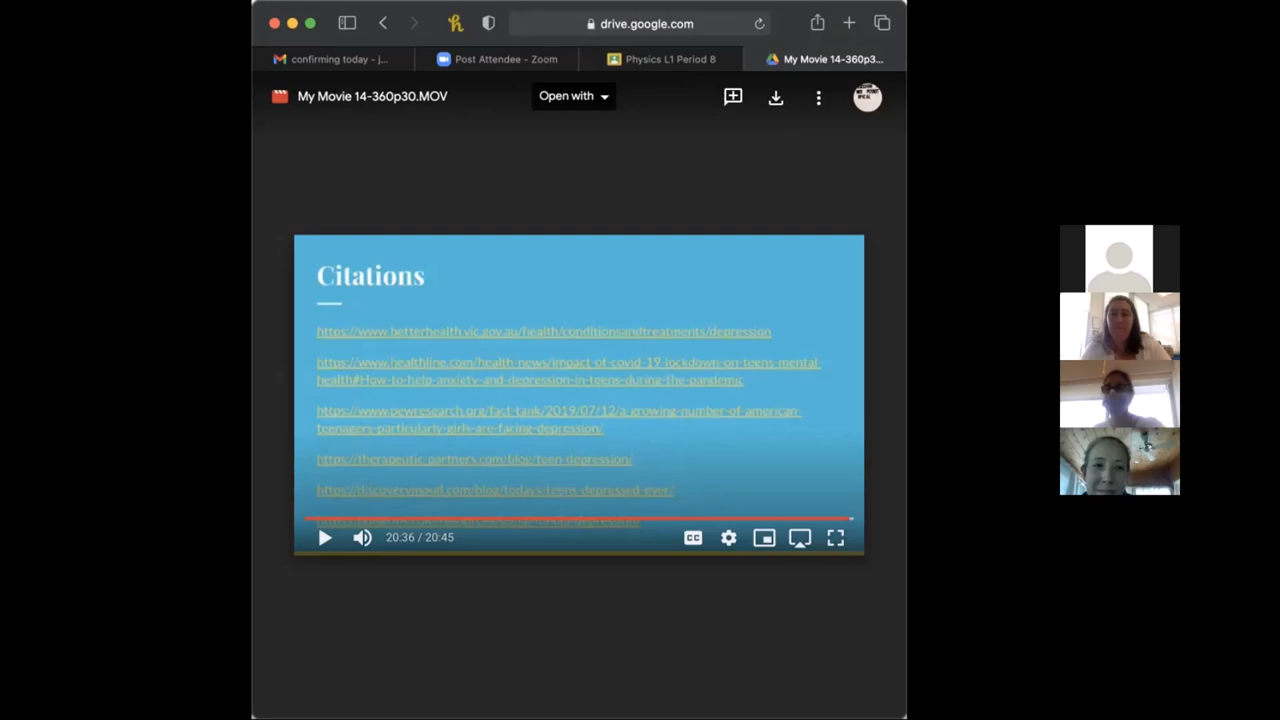 drive.google.com
confirming today - j...
Post Attendee - Zoom
Physics L1 Period 8
My Movie 14-360p3...
My Movie 14-360p30.MOV
Open with
Citations
https://www.betterhealth.vic.gov.au/health/conditionsandtreatments/depression
https://www.healthline.com/health-news/impact-of-covid-19-lockdown-on-teens-mental-
health#How-to-help-anxiety-and-depression-in-teens-during-the-pandemic
https://www.pewresearch.org/fact-tank/2019/07/12/a-growing-number-of-american-
teenagers-particularly-girls-are-facing-depression/
https://therapeutic-partners.com/blog/teen-depression/
https://discoverymood.com/blog/todays-teens-depressed-ever/
20:36 / 20:45
CC